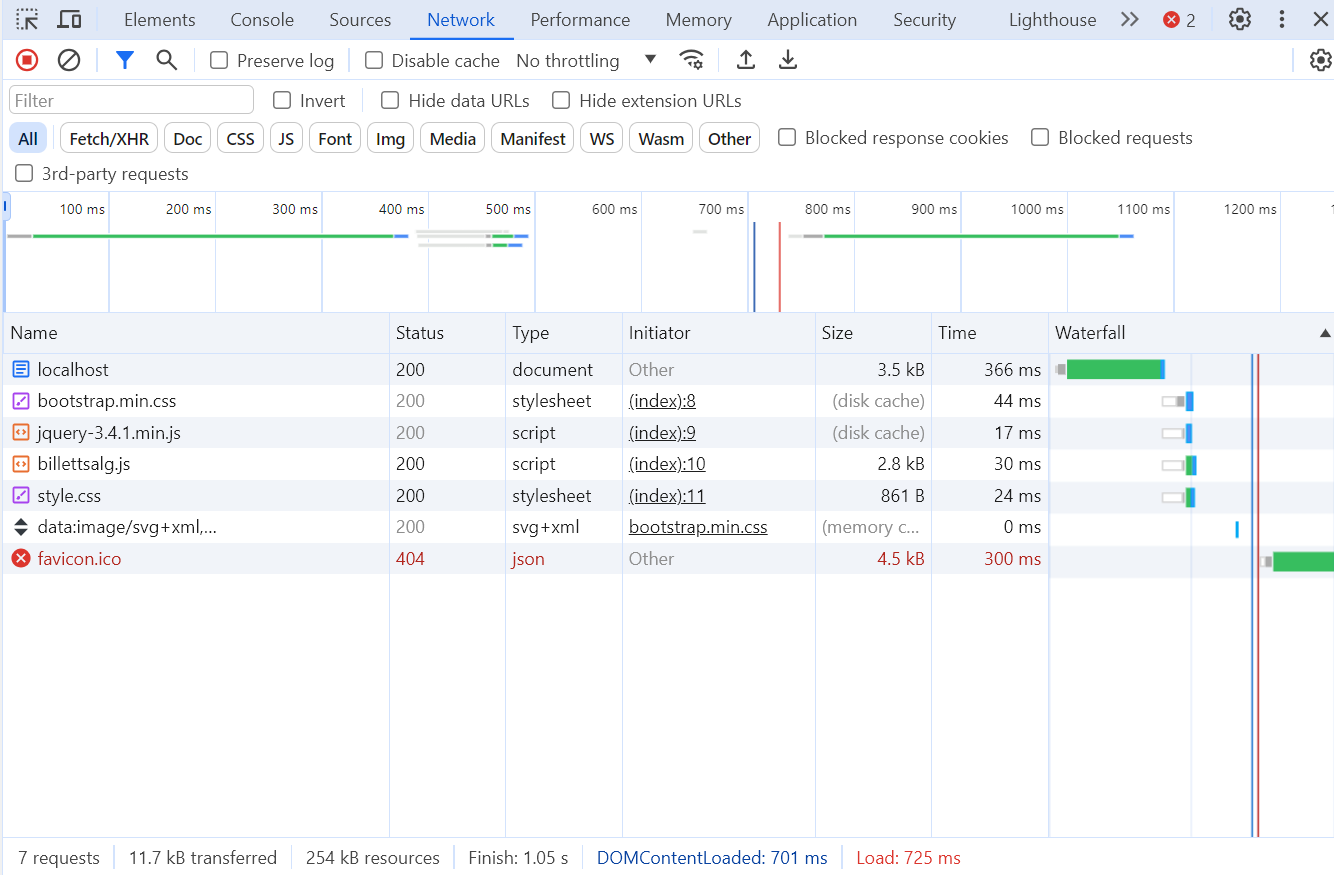 Elements Console Sources Network Performance Memory Application Security Lighthouse 2
Preserve log Disable cache No throttling
Filter Invert Hide data URLs Hide extension URLs
All Fetch/XHR Doc CSS JS Font Img Media Manifest WS Wasm Other Blocked response cookies Blocked requests
3rd-party requests
100 ms 200 ms 300 ms 400 ms 500 ms 600 ms 700 ms 800 ms 900 ms 1000 ms 1100 ms 1200 ms
Name Status Type Initiator Size Time Waterfall
localhost 200 document Other 3.5 kB 366 ms
bootstrap.min.css 200 stylesheet (index):8 (disk cache) 44 ms
jquery-3.4.1.min.js 200 script (index):9 (disk cache) 17 ms
billettsalg.js 200 script (index):10 2.8 kB 30 ms
style.css 200 stylesheet (index):11 861 B 24 ms
data:image/svg+xml,... 200 svg+xml bootstrap.min.css (memory c... 0 ms
favicon.ico 404 json Other 4.5 kB 300 ms
7 requests 11.7 kB transferred 254 kB resources Finish: 1.05 s DOMContentLoaded: 701 ms Load: 725 ms